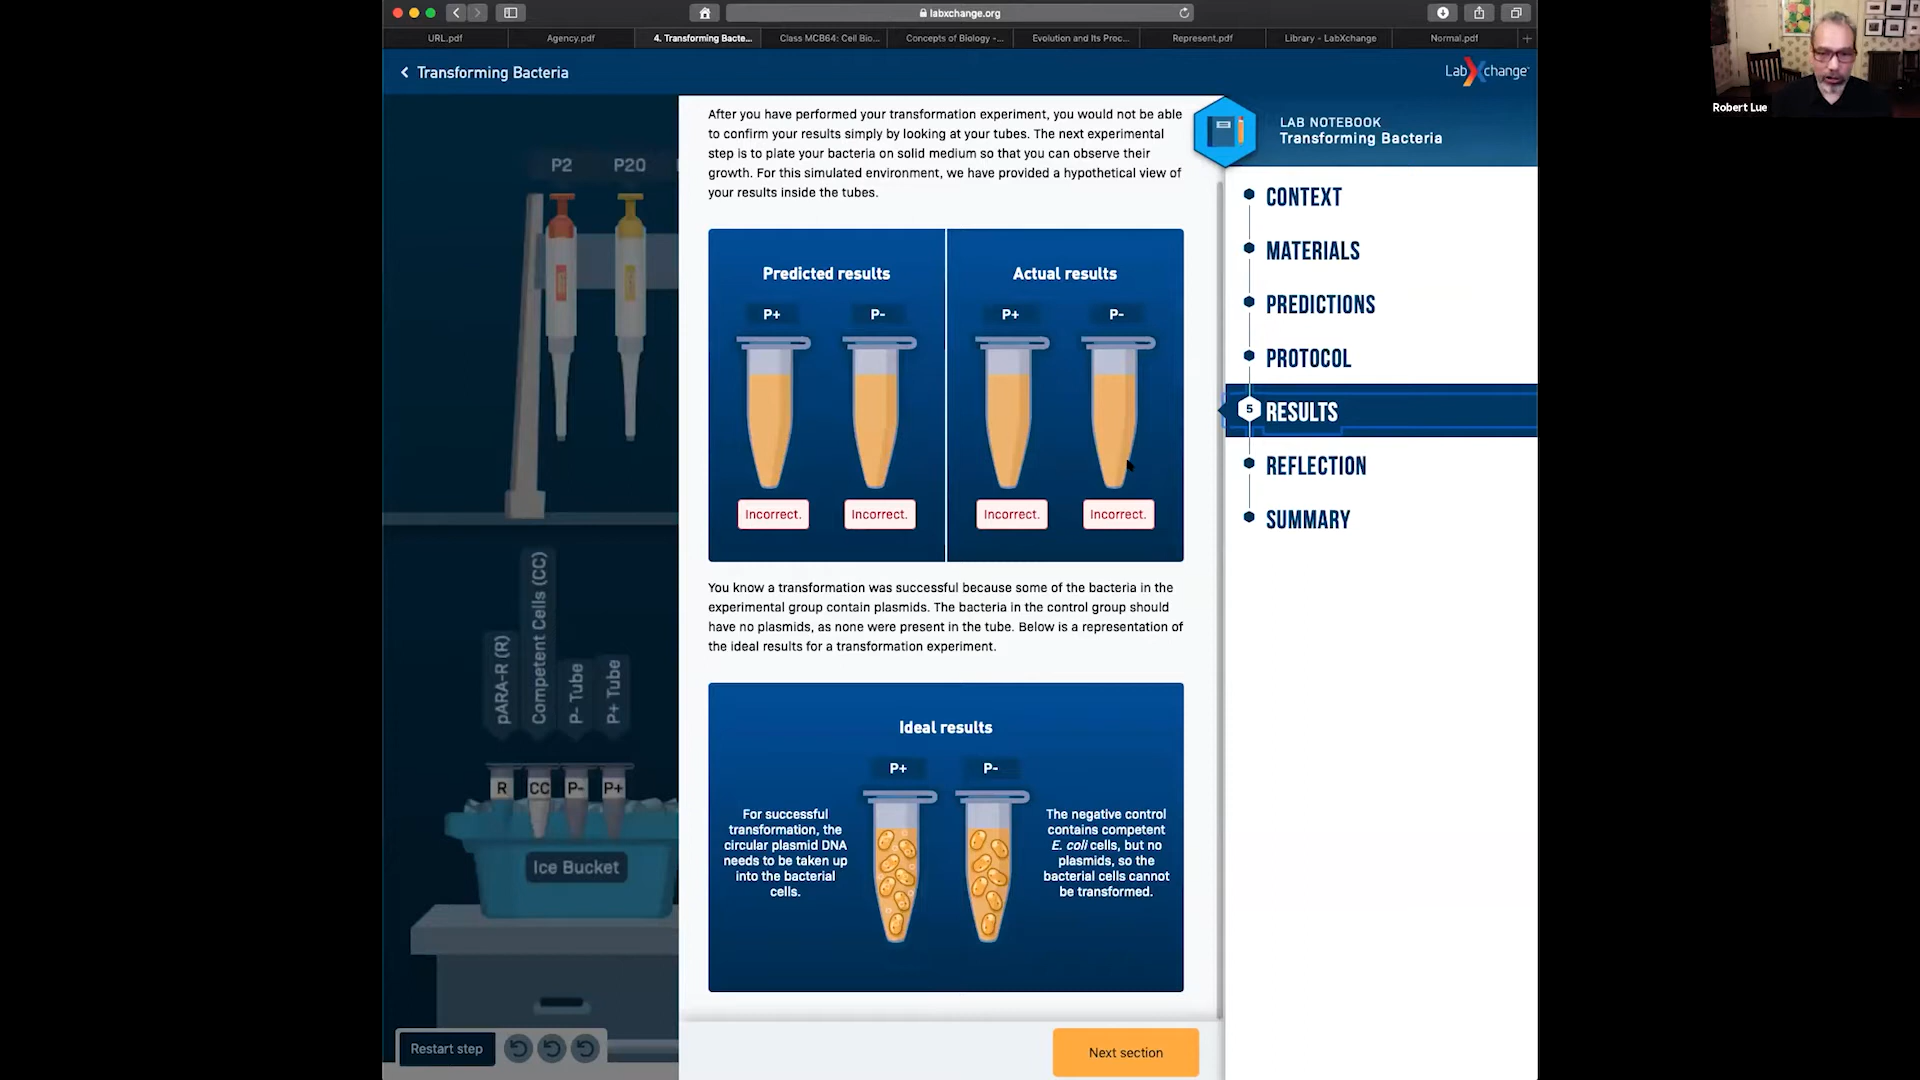 labxchange.org
URL.pdf
Agency.pdf
4. Transforming Bacte...
Class MCB64: Cell Bio...
Concepts of Biology -...
Evolution and Its Proc...
Represent.pdf
Library - LabXchange
Normal.pdf
Transforming Bacteria
LabXchange
Robert Lue
P2
P20
pARA-R (R)
Competent Cells (CC)
P- Tube
P+ Tube
R
CC
P-
P+
Ice Bucket
Restart step
After you have performed your transformation experiment, you would not be able
to confirm your results simply by looking at your tubes. The next experimental
step is to plate your bacteria on solid medium so that you can observe their
growth. For this simulated environment, we have provided a hypothetical view of
your results inside the tubes.
Predicted results
P+
P-
Incorrect.
Incorrect.
Actual results
P+
P-
Incorrect.
Incorrect.
You know a transformation was successful because some of the bacteria in the
experimental group contain plasmids. The bacteria in the control group should
have no plasmids, as none were present in the tube. Below is a representation of
the ideal results for a transformation experiment.
Ideal results
P+
P-
For successful
transformation, the
circular plasmid DNA
needs to be taken up
into the bacterial
cells.
The negative control
contains competent
E. coli cells, but no
plasmids, so the
bacterial cells cannot
be transformed.
Next section
LAB NOTEBOOK
Transforming Bacteria
CONTEXT
MATERIALS
PREDICTIONS
PROTOCOL
5
RESULTS
REFLECTION
SUMMARY